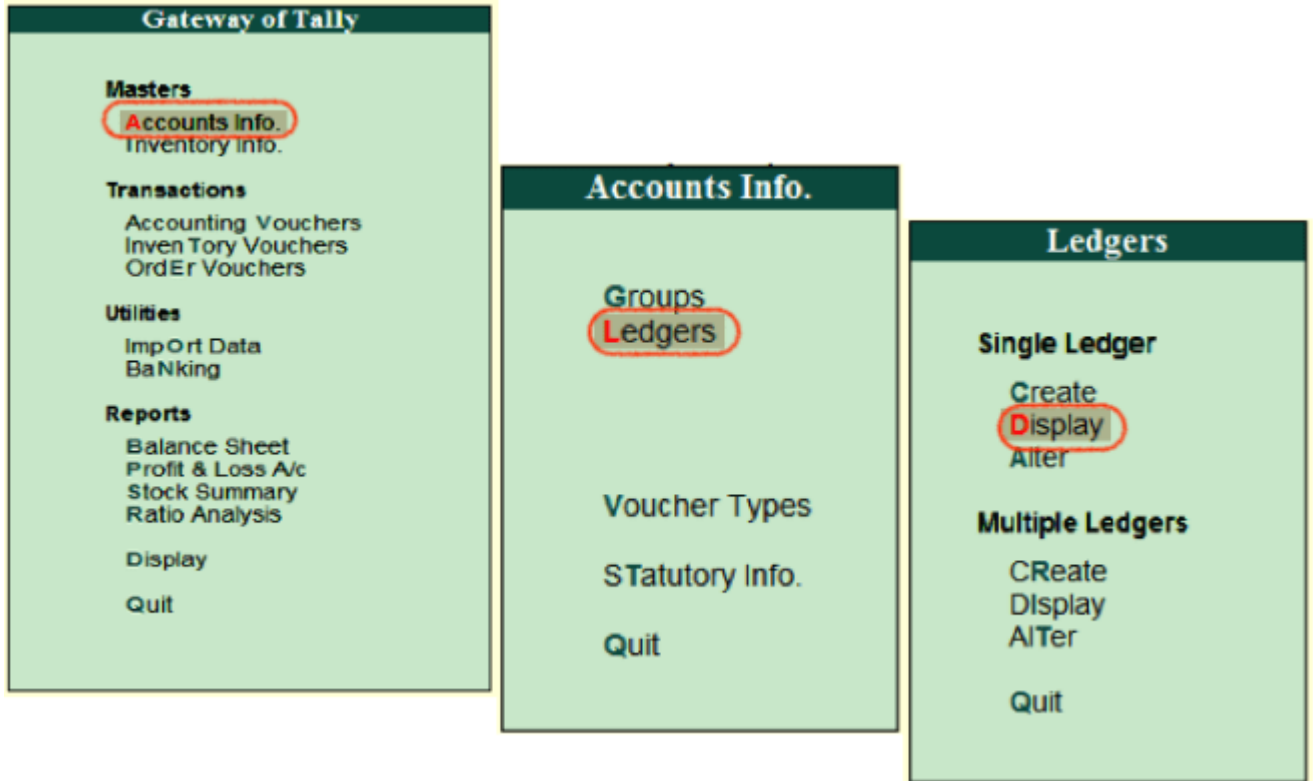 Gateway of Tally
Masters
Accounts Info.
Inventory Info.
Transactions
Accounting Vouchers
InvenTory Vouchers
OrdEr Vouchers
Utilities
ImpOrt Data
BaNking
Reports
Balance Sheet
Profit & Loss A/c
Stock Summary
Ratio Analysis
Display
Quit
Accounts Info.
Groups
Ledgers
Voucher Types
STatutory Info.
Quit
Ledgers
Single Ledger
Create
Display
Alter
Multiple Ledgers
CReate
DIsplay
AlTer
Quit